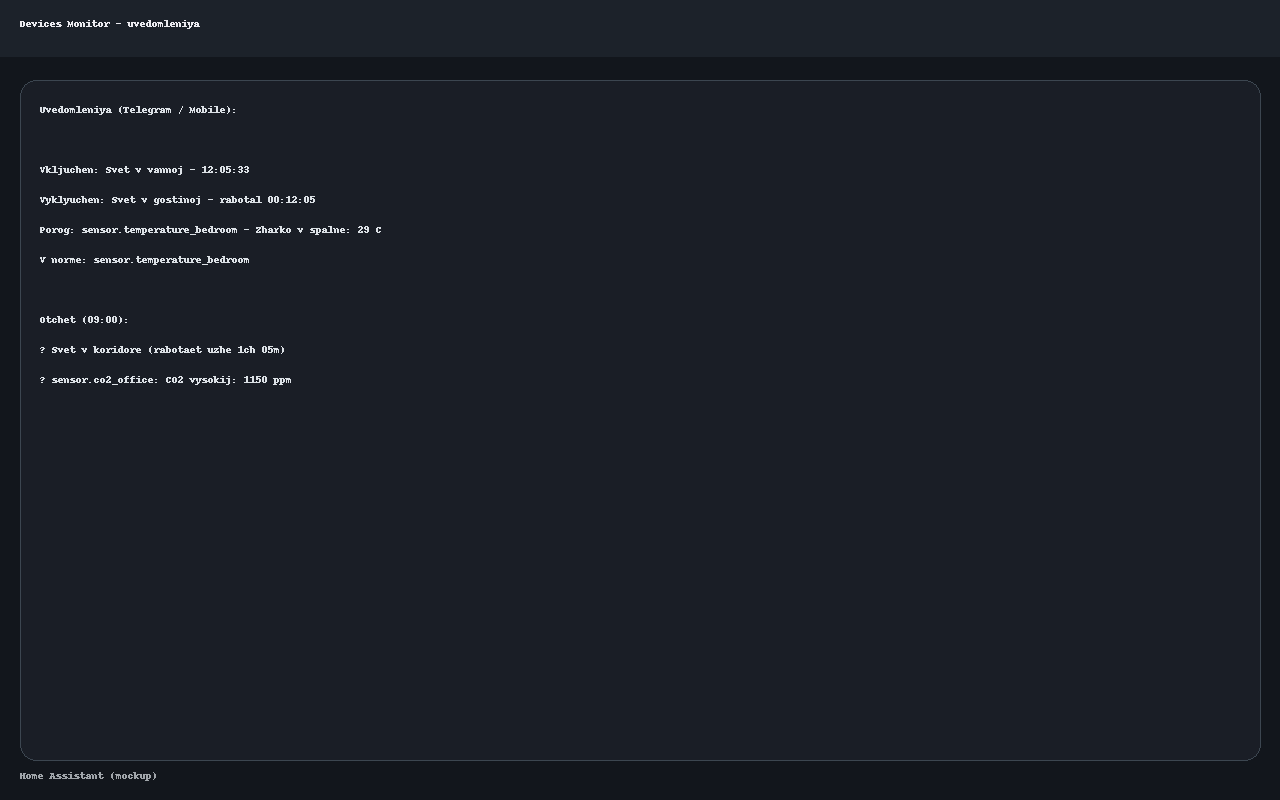 Devices Monitor - uvedomleniya
Uvedomleniya (Telegram / Mobile):
Vkljuchen: Svet v vannoj - 12:05:33
Vyklyuchen: Svet v gostinoj - rabotal 00:12:05
Porog: sensor.temperature_bedroom - Zharko v spalne: 29 C
V norme: sensor.temperature_bedroom
Otchet (09:00):
? Svet v koridore (rabotaet uzhe 1ch 05m)
? sensor.co2_office: CO2 vysokij: 1150 ppm
Home Assistant (mockup)